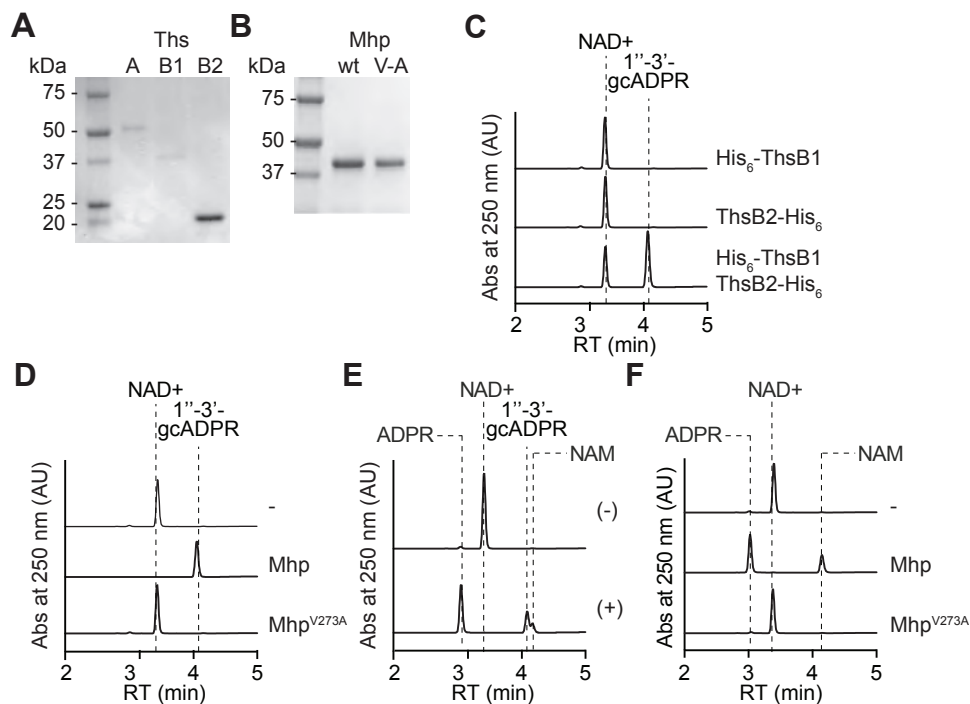 A
Ths
kDa A B1 B2
75 -
50 -
37 -
25 -
20 -
B
Mhp
kDa wt V-A
75 -
50 -
37 -
C
NAD+
1''-3'-
gcADPR
Abs at 250 nm (AU)
His6-ThsB1
ThsB2-His6
His6-ThsB1
ThsB2-His6
2 3 4 5
RT (min)
D
NAD+
1''-3'-
gcADPR
Abs at 250 nm (AU)
-
Mhp
MhpV273A
2 3 4 5
RT (min)
E
NAD+
1''-3'-
gcADPR
ADPR
NAM
Abs at 250 nm (AU)
(-)
(+)
2 3 4 5
RT (min)
F
NAD+
ADPR
NAM
Abs at 250 nm (AU)
-
Mhp
MhpV273A
2 3 4 5
RT (min)